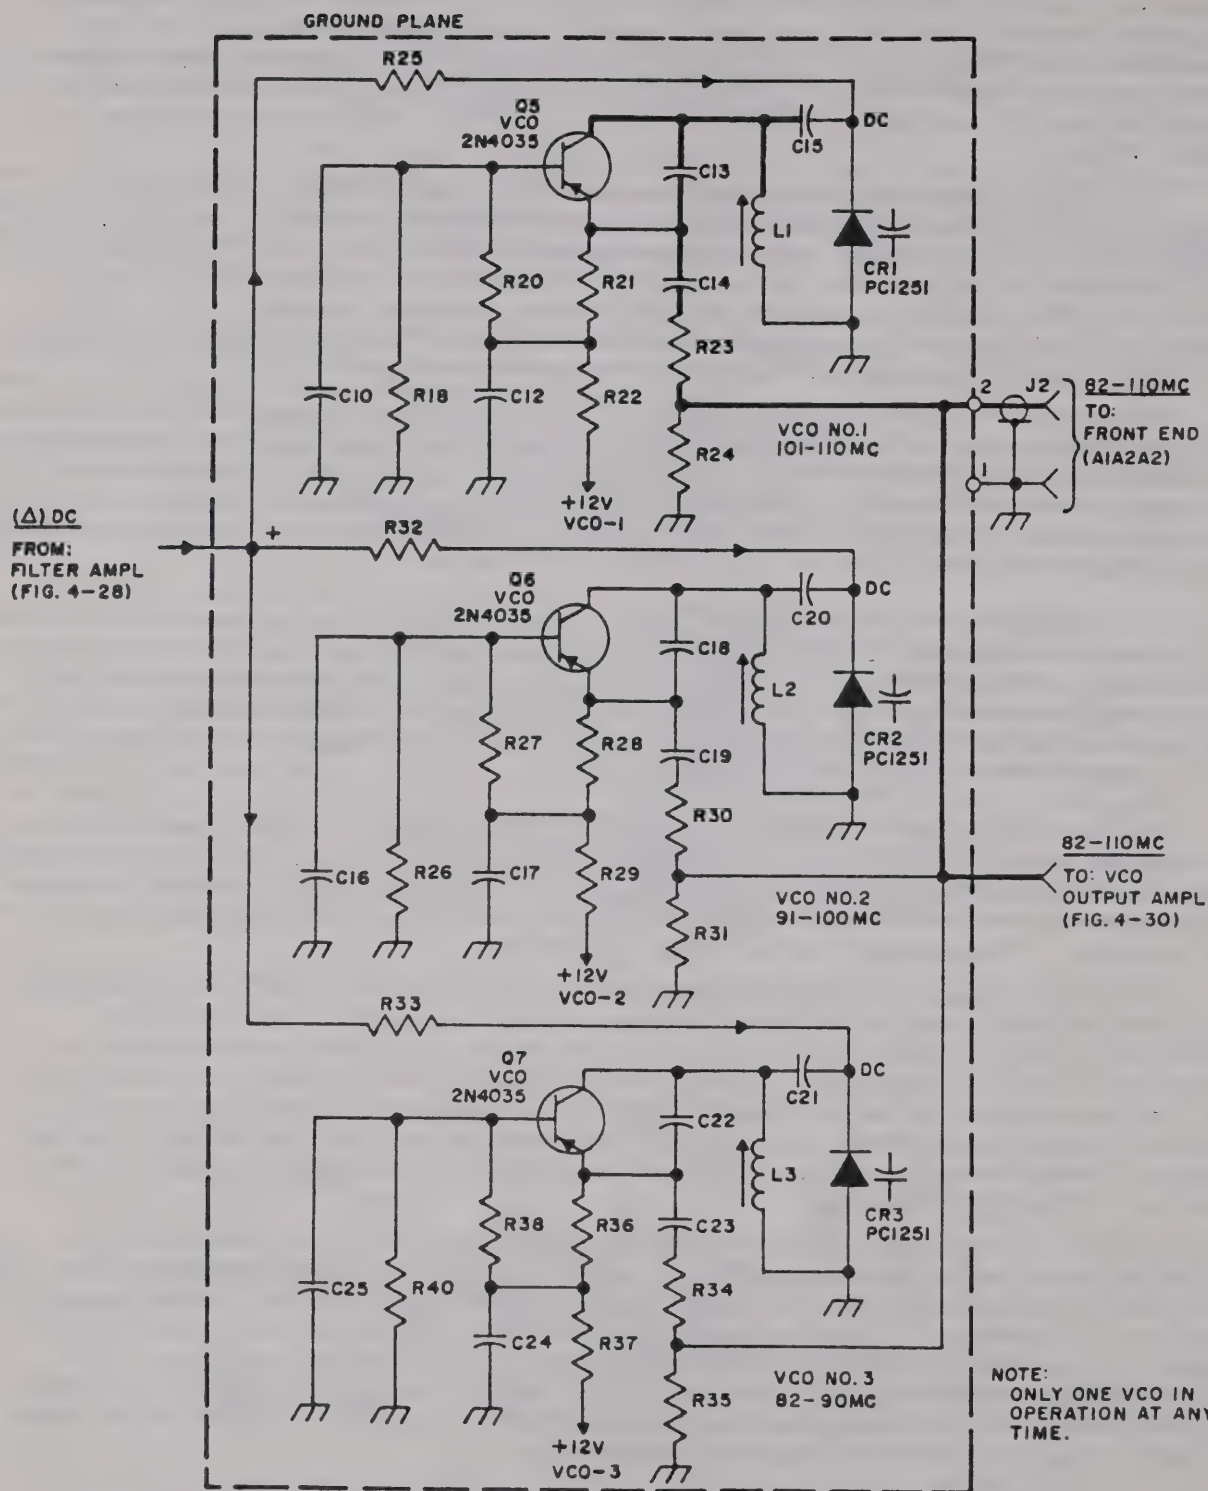 GROUND PLANE
R25
Q5
VCO
2N4035
C15
DC
C13
L1
CR1
PC1251
R20
R21
C14
R23
C10
R18
C12
R22
R24
VCO NO.1
101-110MC
+12V
VCO-1
2
J2
1
82-110MC
TO:
FRONT END
(A1A2A2)
(Δ) DC
FROM:
FILTER AMPL
(FIG. 4-28)
+
R32
Q6
VCO
2N4035
C20
DC
C18
L2
CR2
PC1251
R27
R28
C19
R30
C16
R26
C17
R29
R31
VCO NO.2
91-100MC
+12V
VCO-2
82-110MC
TO: VCO
OUTPUT AMPL
(FIG. 4-30)
R33
Q7
VCO
2N4035
C21
DC
C22
L3
CR3
PC1251
R38
R36
C23
R34
C25
R40
C24
R37
R35
VCO NO. 3
82-90MC
+12V
VCO-3
NOTE:
ONLY ONE VCO IN
OPERATION AT ANY
TIME.